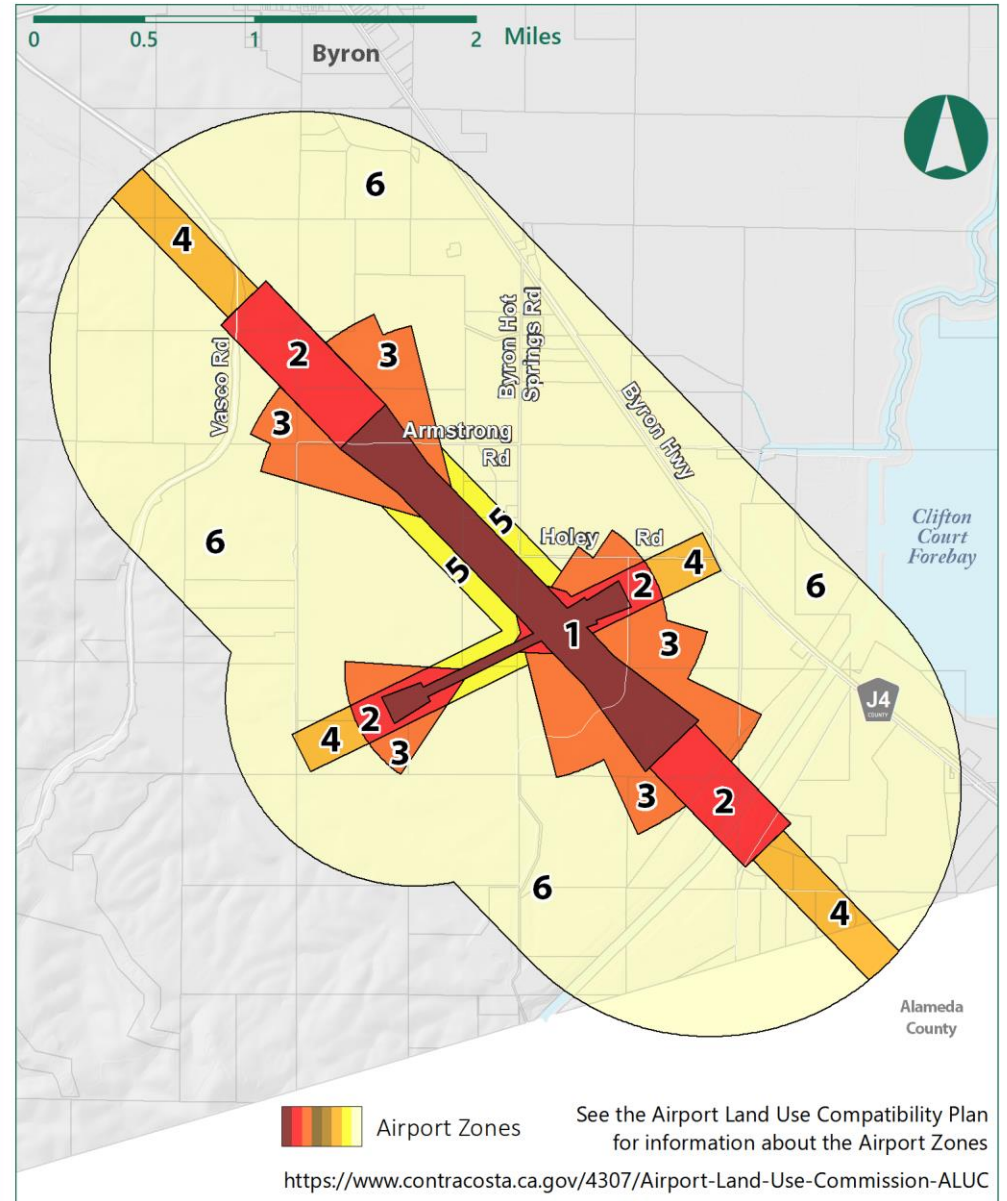 0 0.5 1 2 Miles
Byron
6
4
2
3
3
Vasco Rd
Byron Hot
Springs Rd
Byron Hwy
Armstrong
Rd
5
5
Holey Rd
4
2
6
6
Clifton
Court
Forebay
1
3
J4
COUNTY
2
4
3
3
2
6
4
Alameda
County
Airport Zones
See the Airport Land Use Compatibility Plan
for information about the Airport Zones
https://www.contracosta.ca.gov/4307/Airport-Land-Use-Commission-ALUC